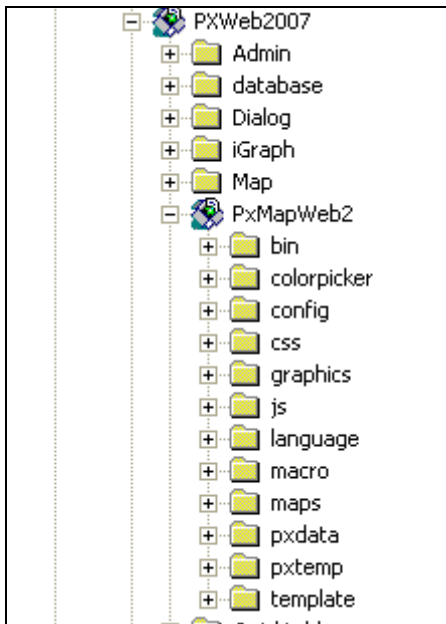 PXWeb2007
Admin
database
Dialog
iGraph
Map
PxMapWeb2
bin
colorpicker
config
css
graphics
js
language
macro
maps
pxdata
pxtemp
template